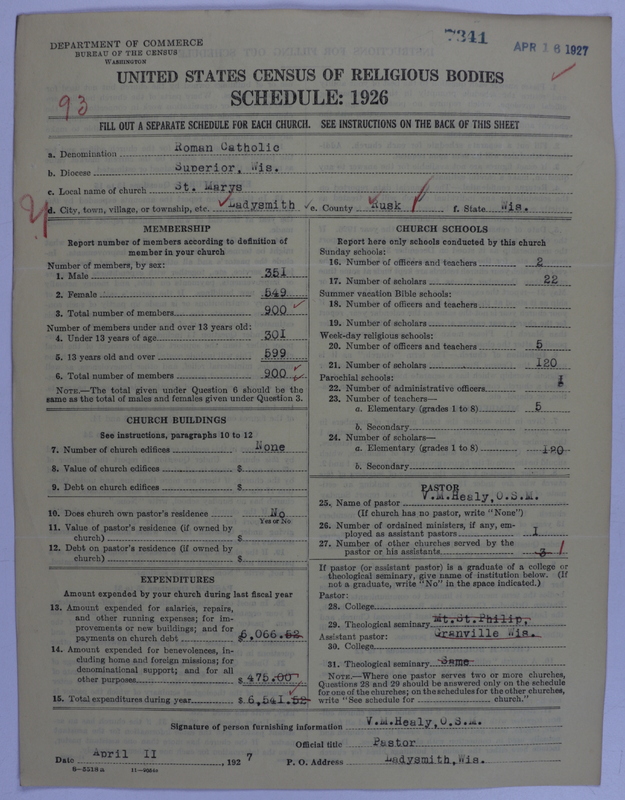 DEPARTMENT OF COMMERCE
BUREAU OF THE CENSUS
WASHINGTON
7341
APR 18 1927
UNITED STATES CENSUS OF RELIGIOUS BODIES
SCHEDULE: 1926
93
FILL OUT A SEPARATE SCHEDULE FOR EACH CHURCH. SEE INSTRUCTIONS ON THE BACK OF THIS SHEET
a. Denomination Roman Catholic
b. Diocese Superior, Wis.
c. Local name of church St. Marys
d. City, town, village, or township, etc. Ladysmith e. County Rusk f. State Wis.
MEMBERSHIP
Report number of members according to definition of
member in your church
Number of members, by sex:
1. Male 351
2. Female 549
3. Total number of members 900
Number of members under and over 13 years old:
4. Under 13 years of age 301
5. 13 years old and over 599
6. Total number of members 900
NOTE.—The total given under Question 6 should be the
same as the total of males and females given under Question 3.
CHURCH BUILDINGS
See instructions, paragraphs 10 to 12
7. Number of church edifices None
8. Value of church edifices $
9. Debt on church edifices $
10. Does church own pastor's residence No
Yes or No
11. Value of pastor's residence (if owned by
church) $
12. Debt on pastor's residence (if owned by
church) $
EXPENDITURES
Amount expended by your church during last fiscal year
13. Amount expended for salaries, repairs,
and other running expenses; for im-
provements or new buildings; and for
payments on church debt $ 6,066.52
14. Amount expended for benevolences, in-
cluding home and foreign missions; for
denominational support; and for all
other purposes $ 475.00
15. Total expenditures during year $ 6,541.52
CHURCH SCHOOLS
Report here only schools conducted by this church
Sunday schools:
16. Number of officers and teachers 2
17. Number of scholars 22
Summer vacation Bible schools:
18. Number of officers and teachers
19. Number of scholars
Week-day religious schools:
20. Number of officers and teachers 5
21. Number of scholars 120
Parochial schools:
22. Number of administrative officers
23. Number of teachers—
a. Elementary (grades 1 to 8) 5
b. Secondary
24. Number of scholars—
a. Elementary (grades 1 to 8) 120
b. Secondary
PASTOR
25. Name of pastor V.M.Healy,O.S.M.
(If church has no pastor, write "None")
26. Number of ordained ministers, if any, em-
ployed as assistant pastors I
27. Number of other churches served by the
pastor or his assistants 3 1
If pastor (or assistant pastor) is a graduate of a college or
theological seminary, give name of institution below. (If
not a graduate, write "No" in the space indicated.)
Pastor:
28. College
29. Theological seminary Mt.St.Philip,
Assistant pastor: Granville Wis.
30. College
31. Theological seminary Same
NOTE.—Where one pastor serves two or more churches,
Questions 28 and 29 should be answered only on the schedule
for one of the churches; on the schedules for the other churches,
write "See schedule for church."
Signature of person furnishing information V.M.Healy,O.S.M.
Official title Pastor
Date April II, 1927 P. O. Address Ladysmith,Wis.